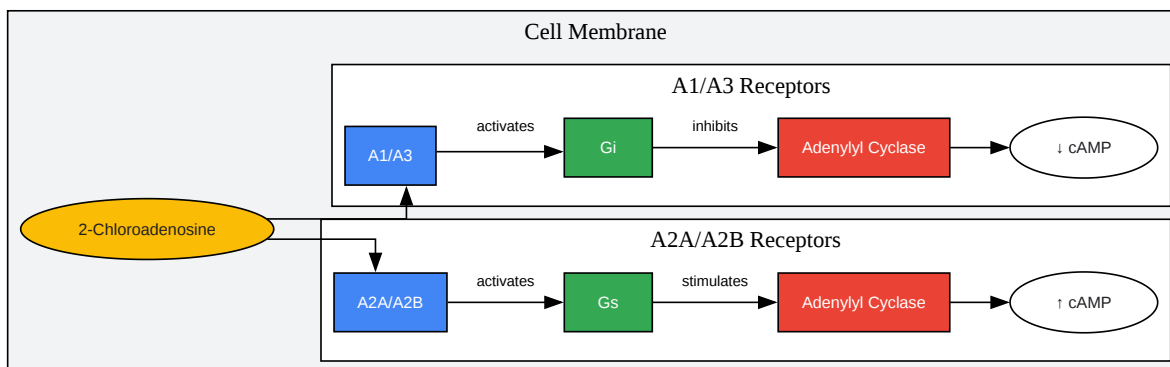 Cell Membrane
A1/A3 Receptors
activates
inhibits
A1/A3
Gi
Adenylyl Cyclase
↓ cAMP
2-Chloroadenosine
A2A/A2B Receptors
activates
stimulates
A2A/A2B
Gs
Adenylyl Cyclase
↑ cAMP